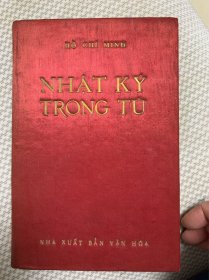 HỒ CHÍ MINH
NHẬT KÝ
TRONG TÙ
NHÀ XUẤT BẢN VĂN HÓA